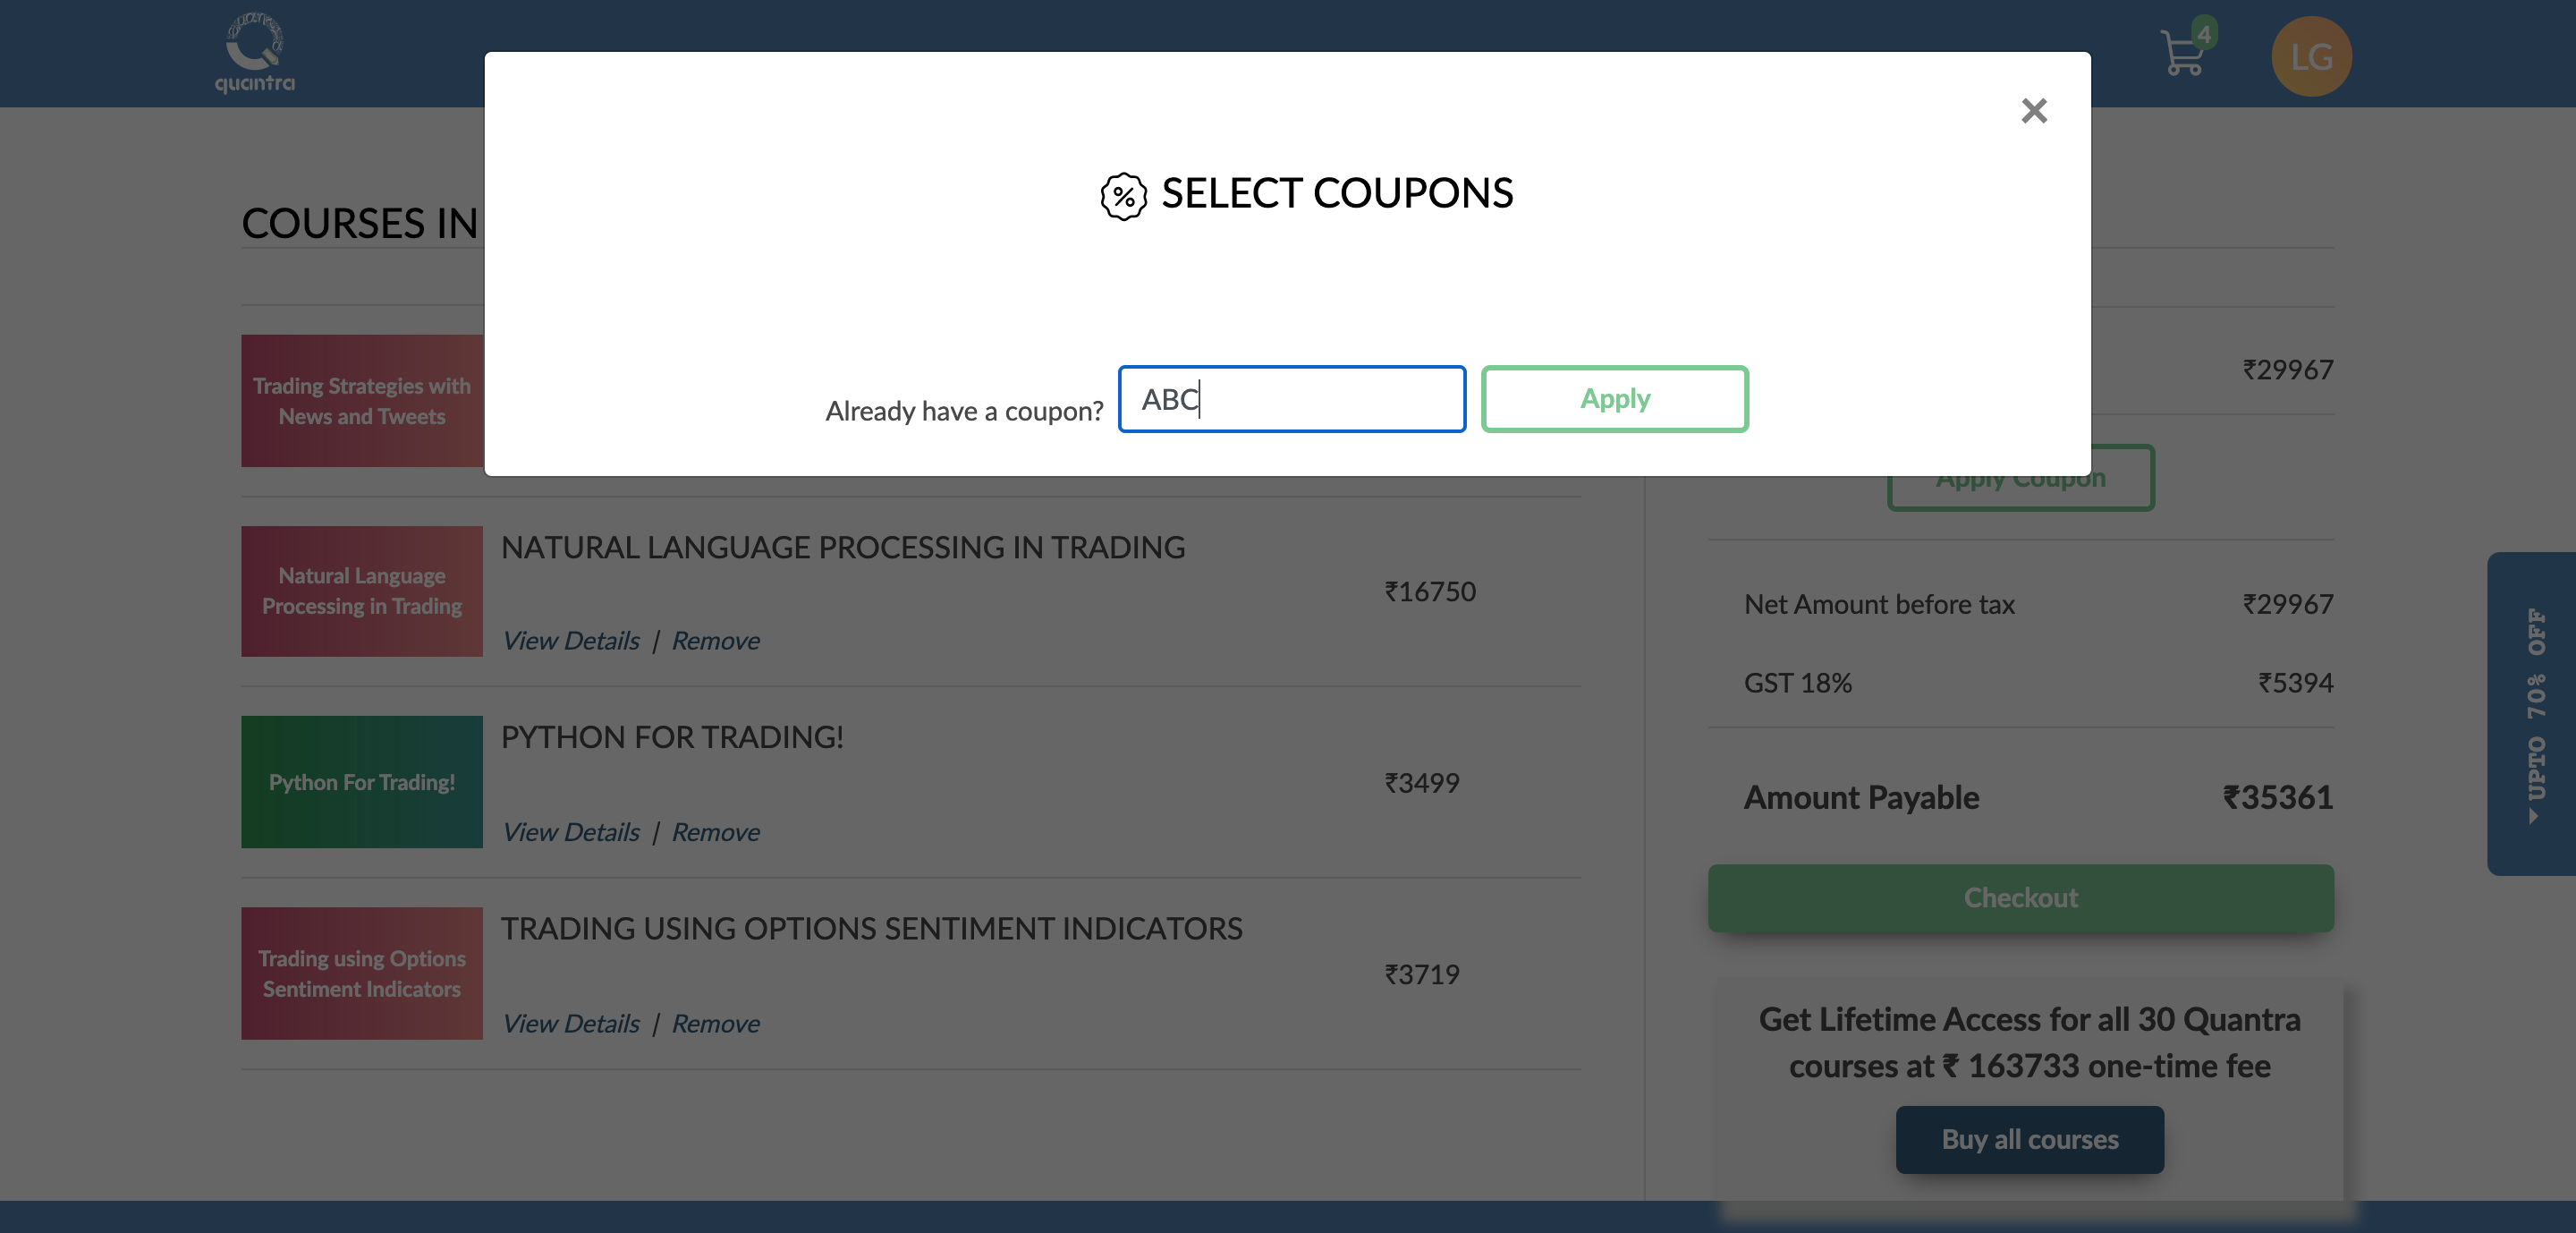 quantra
4
LG
SELECT COUPONS
Already have a coupon?
ABC
Apply
COURSES IN
Trading Strategies with
News and Tweets
Natural Language
Processing in Trading
NATURAL LANGUAGE PROCESSING IN TRADING
₹16750
View Details | Remove
Python For Trading!
PYTHON FOR TRADING!
₹3499
View Details | Remove
Trading using Options
Sentiment Indicators
TRADING USING OPTIONS SENTIMENT INDICATORS
₹3719
View Details | Remove
₹29967
Apply Coupon
Net Amount before tax ₹29967
GST 18% ₹5394
Amount Payable ₹35361
Checkout
Get Lifetime Access for all 30 Quantra
courses at ₹ 163733 one-time fee
Buy all courses
UPTO 70% OFF